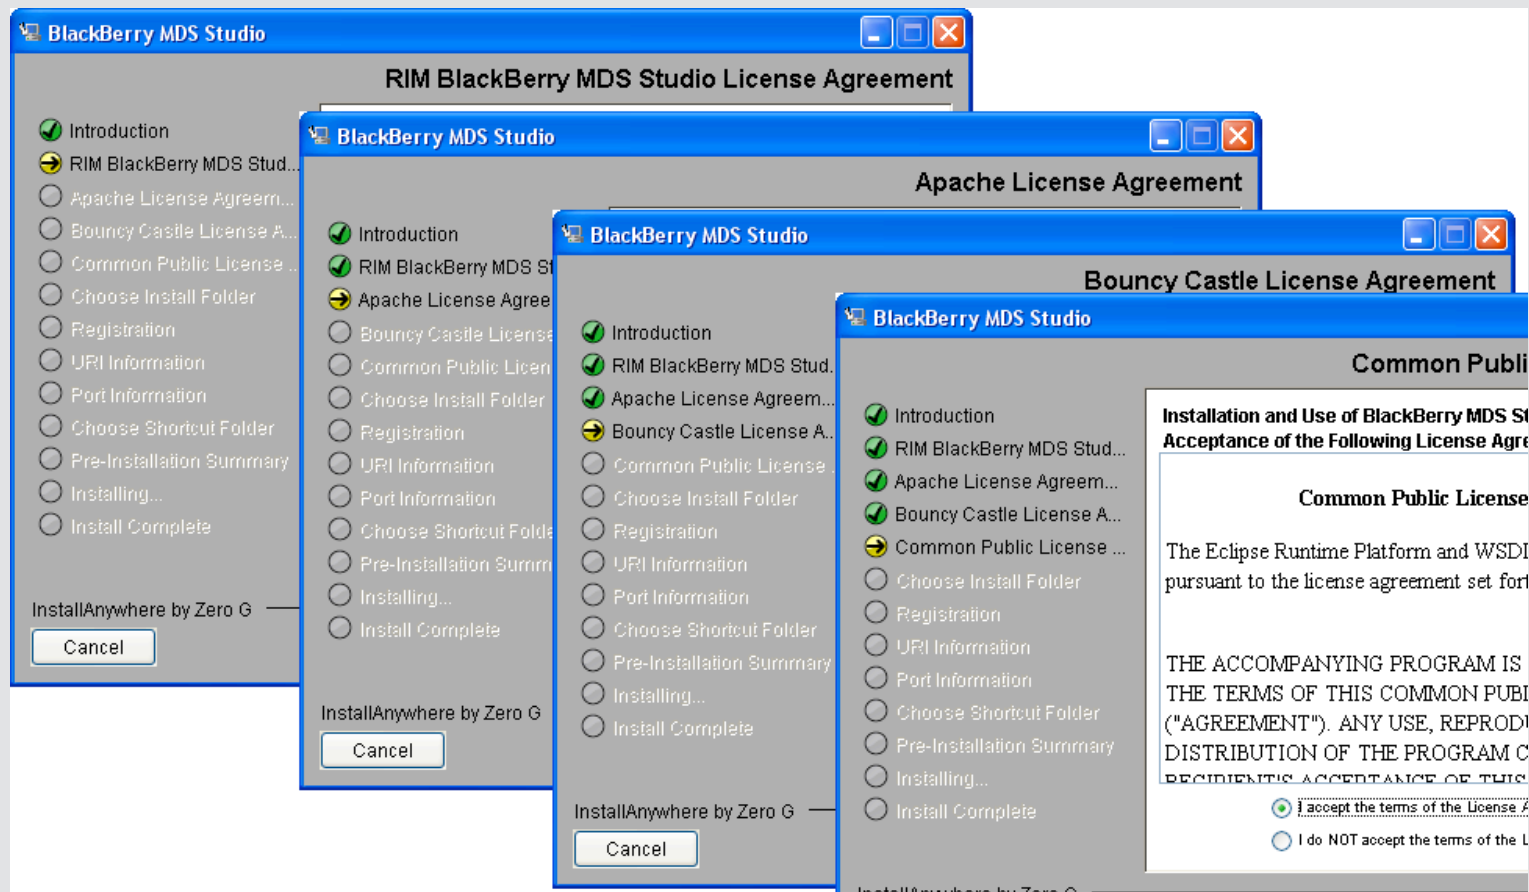 BlackBerry MDS Studio
RIM BlackBerry MDS Studio License Agreement
Introduction
RIM BlackBerry MDS Stud...
Apache License Agreem...
Bouncy Castle License A...
Common Public License ...
Choose Install Folder
Registration
URI Information
Port Information
Choose Shortcut Folder
Pre-Installation Summary
Installing...
Install Complete
InstallAnywhere by Zero G
Cancel
BlackBerry MDS Studio
Apache License Agreement
Introduction
RIM BlackBerry MDS St
Apache License Agree
Bouncy Castle License
Common Public Licen
Choose Install Folder
Registration
URI Information
Port Information
Choose Shortcut Folde
Pre-Installation Summ
Installing...
Install Complete
InstallAnywhere by Zero G
Cancel
BlackBerry MDS Studio
Bouncy Castle License Agreement
Introduction
RIM BlackBerry MDS Stud.
Apache License Agreem...
Bouncy Castle License A..
Common Public License .
Choose Install Folder
Registration
URI Information
Port Information
Choose Shortcut Folder
Pre-Installation Summary
Installing...
Install Complete
InstallAnywhere by Zero G
Cancel
BlackBerry MDS Studio
Common Publi
Introduction
RIM BlackBerry MDS Stud...
Apache License Agreem...
Bouncy Castle License A...
Common Public License ...
Choose Install Folder
Registration
URI Information
Port Information
Choose Shortcut Folder
Pre-Installation Summary
Installing...
Install Complete
Installation and Use of BlackBerry MDS St
Acceptance of the Following License Agre
Common Public License
The Eclipse Runtime Platform and WSDL
pursuant to the license agreement set fort
THE ACCOMPANYING PROGRAM IS
THE TERMS OF THIS COMMON PUBL
("AGREEMENT"). ANY USE, REPRODU
DISTRIBUTION OF THE PROGRAM C
RECIPIENT'S ACCEPTANCE OF THIS
I accept the terms of the License A
I do NOT accept the terms of the L
InstallAnywhere by Zero G